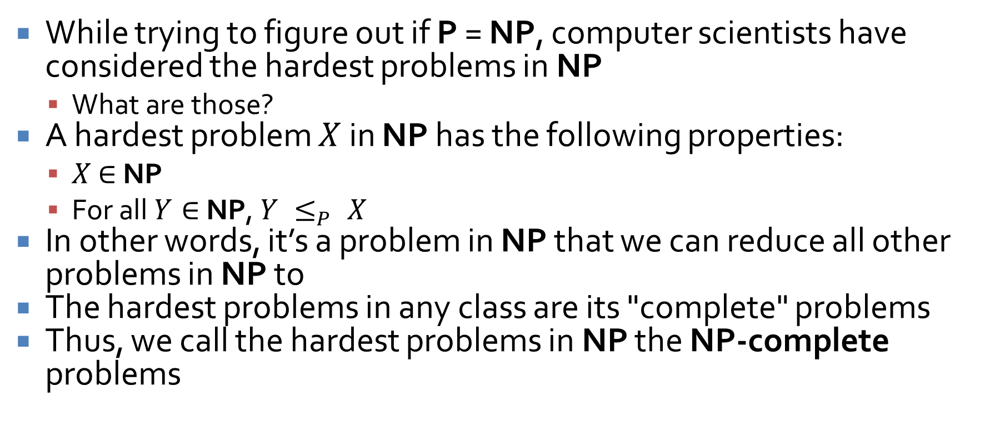 While trying to figure out if P = NP, computer scientists have
considered the hardest problems in NP
What are those?
A hardest problem X in NP has the following properties:
X ∈ NP
For all Y ∈ NP, Y ≤P X
In other words, it’s a problem in NP that we can reduce all other
problems in NP to
The hardest problems in any class are its "complete" problems
Thus, we call the hardest problems in NP the NP-complete
problems